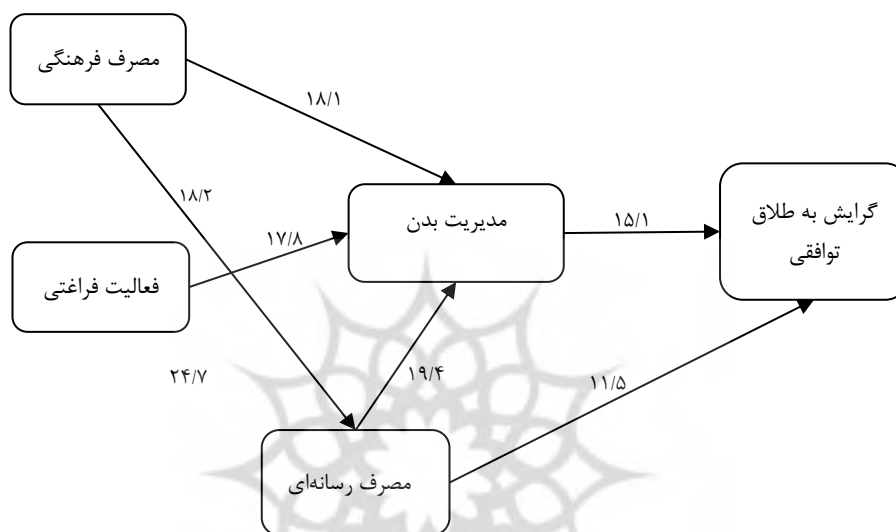 مصرف فرهنگی
۱۸/۱
۱۸/۲
مدیریت بدن
گرایش به طلاق
توافقی
۱۵/۱
۱۷/۸
فعالیت فراغتی
۲۴/۷
۱۹/۴
۱۱/۵
مصرف رسانه‌ای